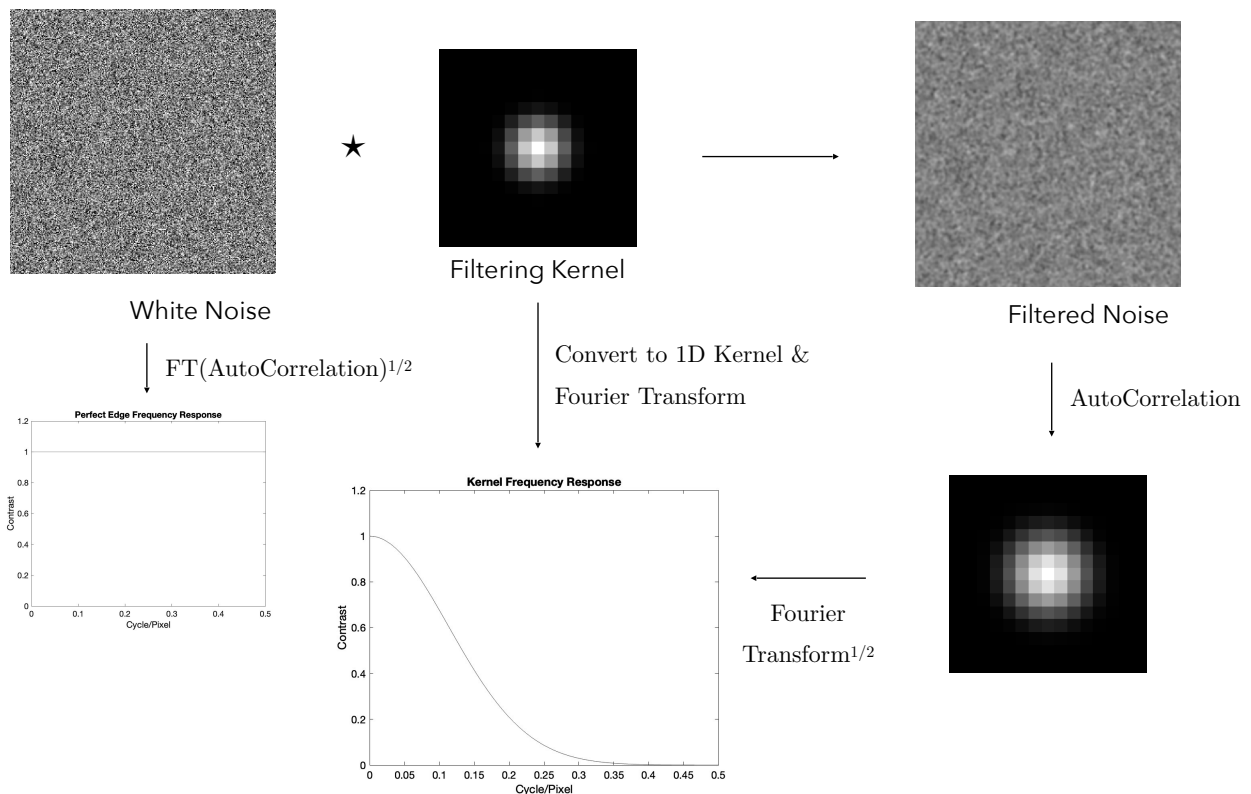 ★
Filtering Kernel
White Noise
Filtered Noise
FT(AutoCorrelation)1/2
Convert to 1D Kernel &
Fourier Transform
AutoCorrelation
Perfect Edge Frequency Response
1.2
1
0.8
0.6
0.4
0.2
0
Contrast
0 0.1 0.2 0.3 0.4 0.5
Cycle/Pixel
Kernel Frequency Response
1.2
1
0.8
0.6
0.4
0.2
0
Contrast
0 0.05 0.1 0.15 0.2 0.25 0.3 0.35 0.4 0.45 0.5
Cycle/Pixel
Fourier
Transform1/2